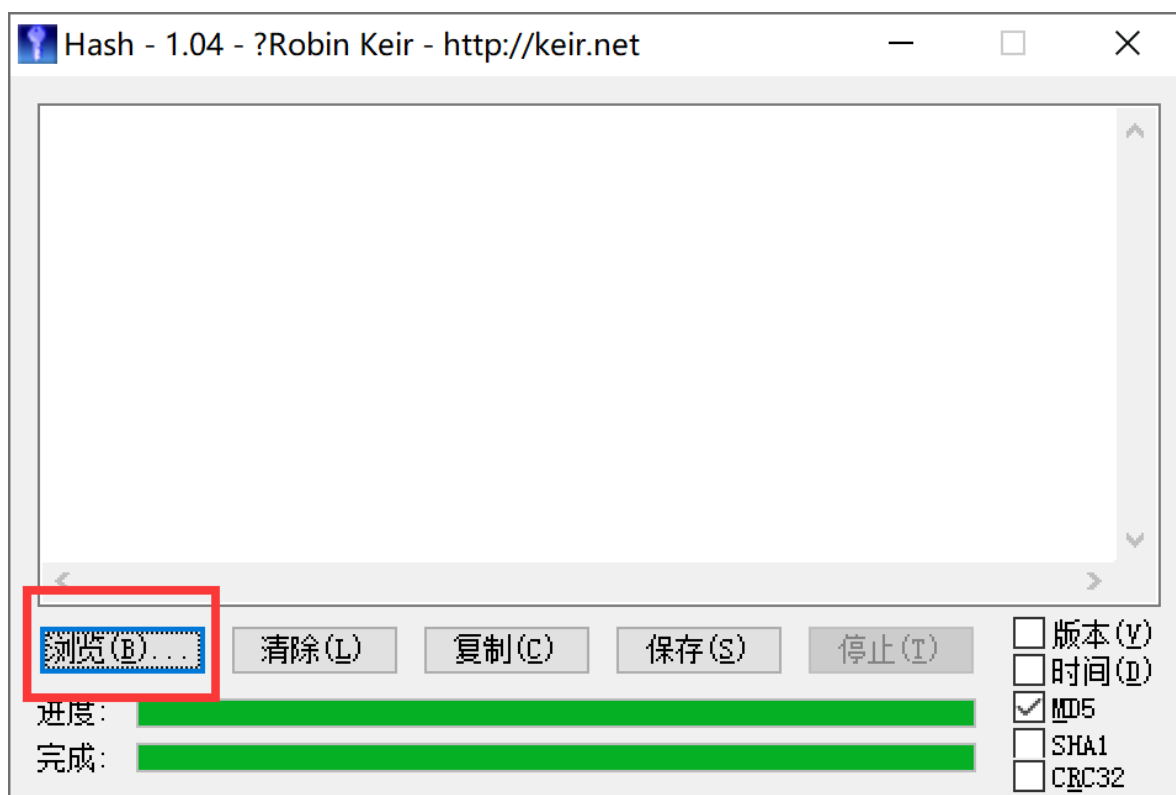 Hash - 1.04 - ?Robin Keir - http://keir.net
浏览(B)... 清除(L) 复制(C) 保存(S) 停止(T)
版本(V)
时间(D)
MD5
SHA1
CRC32
进度:
完成: